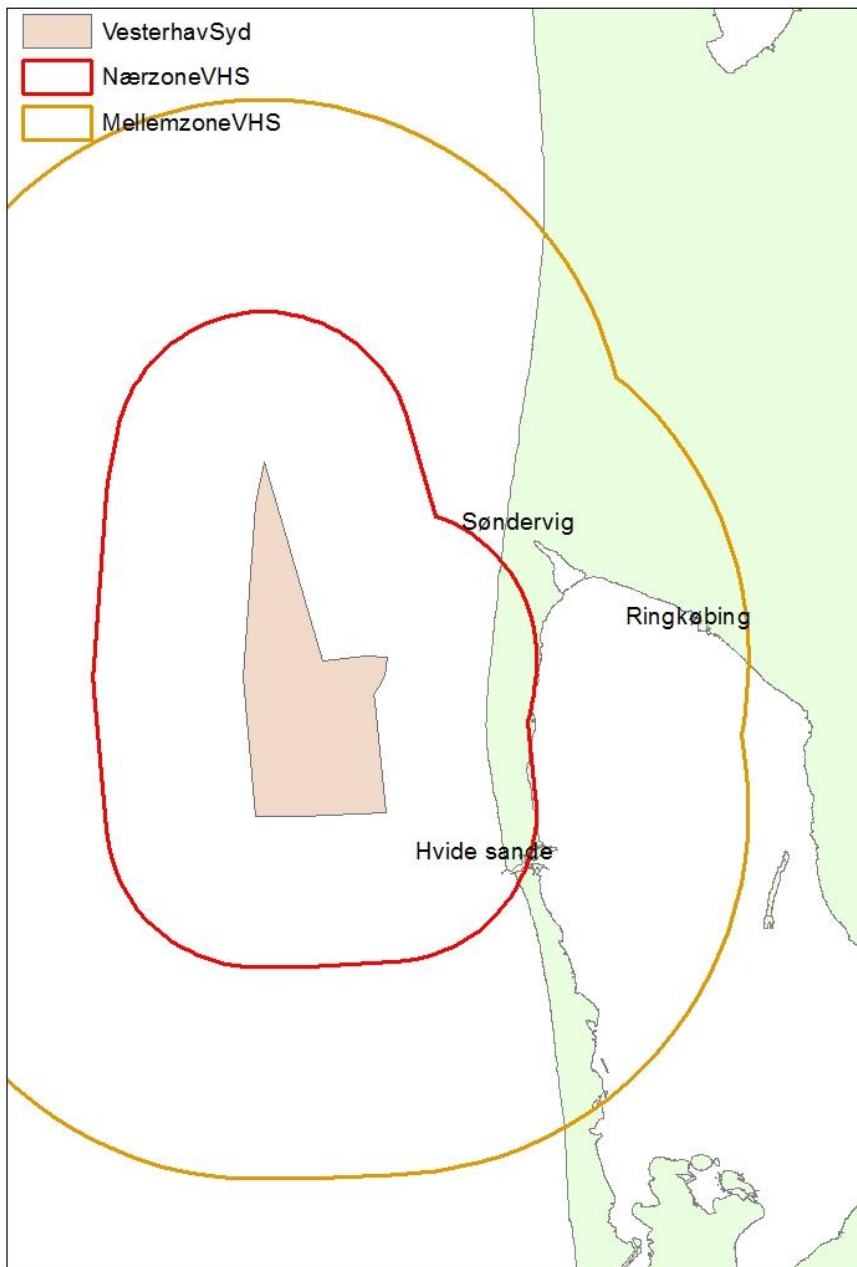 VesterhavSyd
NærzoneVHS
MellemzoneVHS
Søndervig
Ringkøbing
Hvide sande